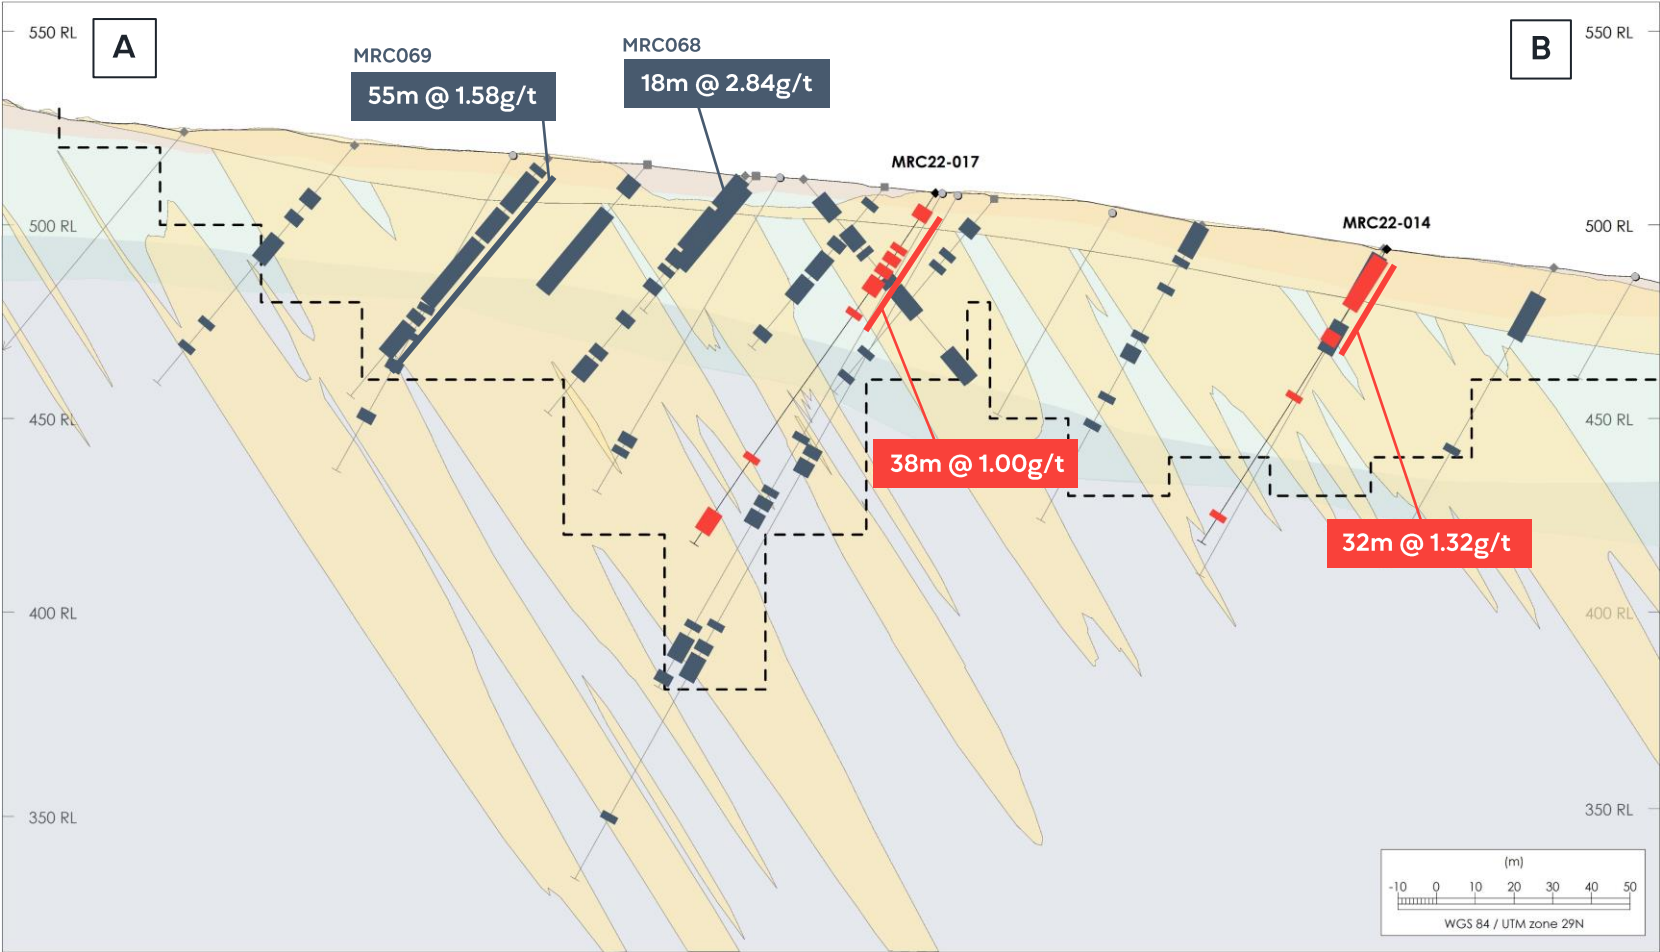 550 RL
A
MRC069
55m @ 1.58g/t
MRC068
18m @ 2.84g/t
B
550 RL
MRC22-017
MRC22-014
500 RL
500 RL
450 RL
450 RL
38m @ 1.00g/t
32m @ 1.32g/t
400 RL
400 RL
350 RL
350 RL
(m)
-10 0 10 20 30 40 50
WGS 84 / UTM zone 29N